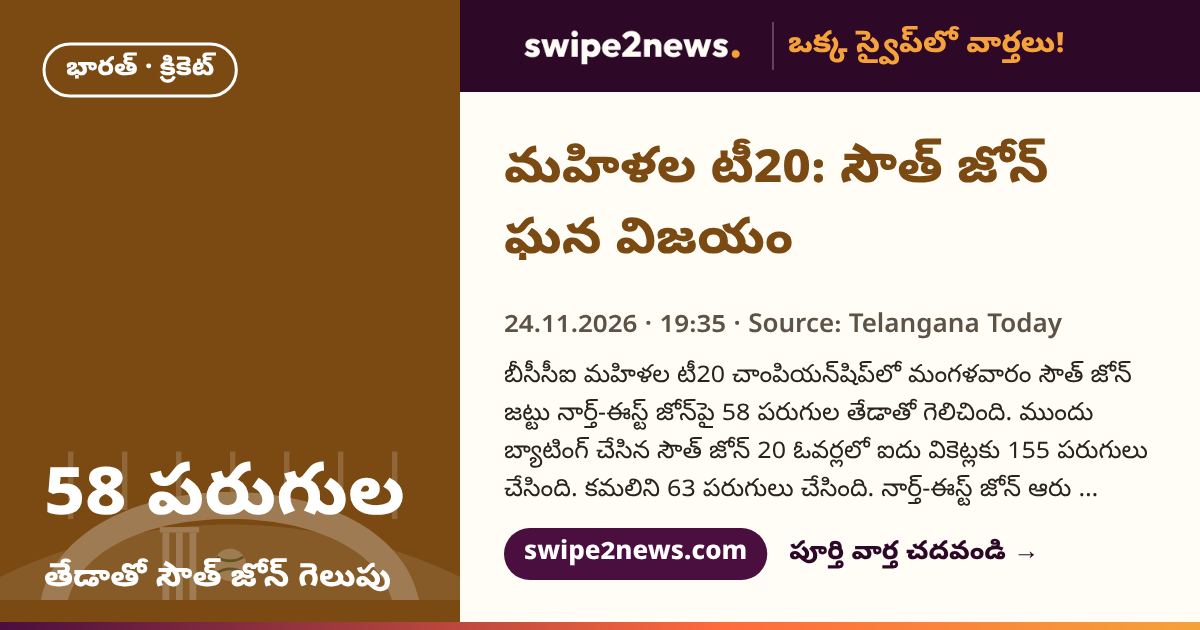 భారత్ · క్రికెట్
58 పరుగుల
తేడాతో సౌత్ జోన్ గెలుపు
swipe2news.
ఒక్క స్వైప్‌లో వార్తలు!
మహిళల టీ20: సౌత్ జోన్
ఘన విజయం
24.11.2026 · 19:35 · Source: Telangana Today
బీసీసీఐ మహిళల టీ20 చాంపియన్‌షిప్‌లో మంగళవారం సౌత్ జోన్
జట్టు నార్త్-ఈస్ట్ జోన్‌పై 58 పరుగుల తేడాతో గెలిచింది. ముందు
బ్యాటింగ్ చేసిన సౌత్ జోన్ 20 ఓవర్లలో ఐదు వికెట్లకు 155 పరుగులు
చేసింది. కమలిని 63 పరుగులు చేసింది. నార్త్-ఈస్ట్ జోన్ ఆరు ...
swipe2news.com
పూర్తి వార్త చదవండి →